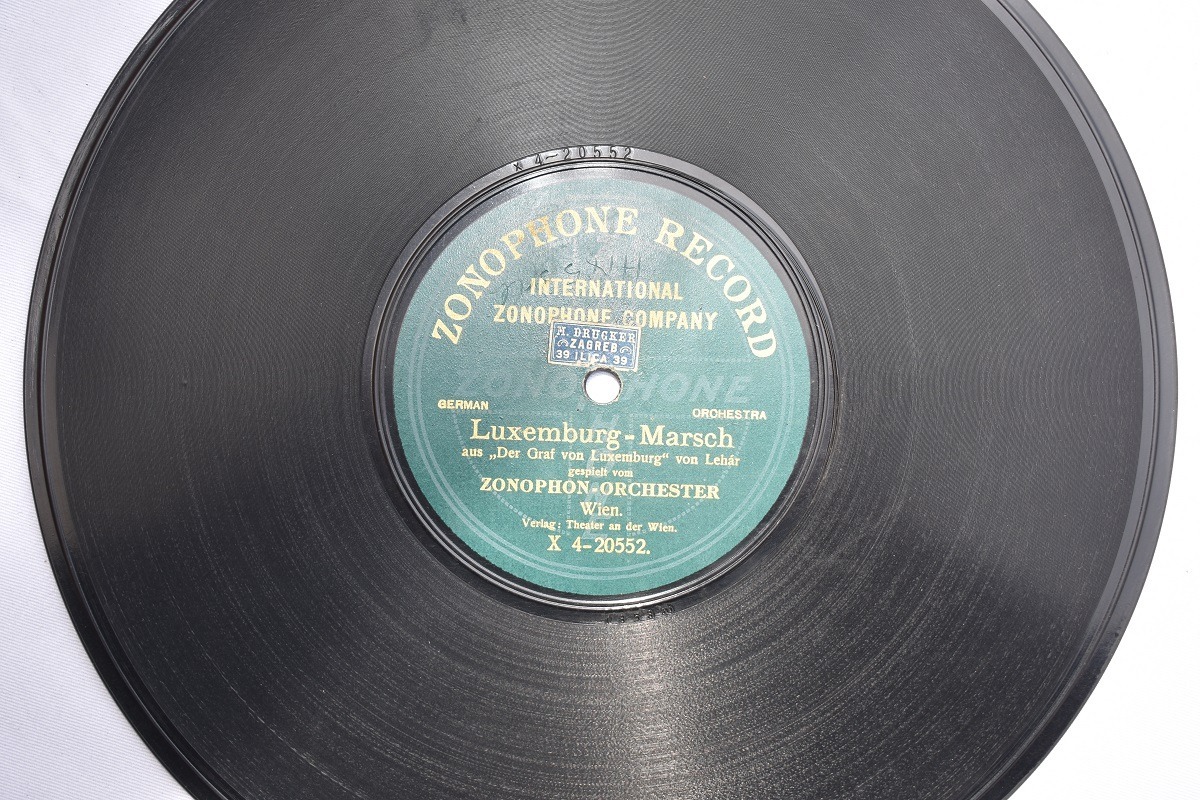 X 4-20552
ZONOPHONE RECORD
INTERNATIONAL
ZONOPHONE COMPANY
M. DRUCKER
ZAGREB
39 ILICA 39
ZONOPHONE
GERMAN ORCHESTRA
Luxemburg-Marsch
aus „Der Graf von Luxemburg“ von Lehár
gespielt vom
ZONOPHON-ORCHESTER
Wien.
Verlag: Theater an der Wien.
X 4-20552.